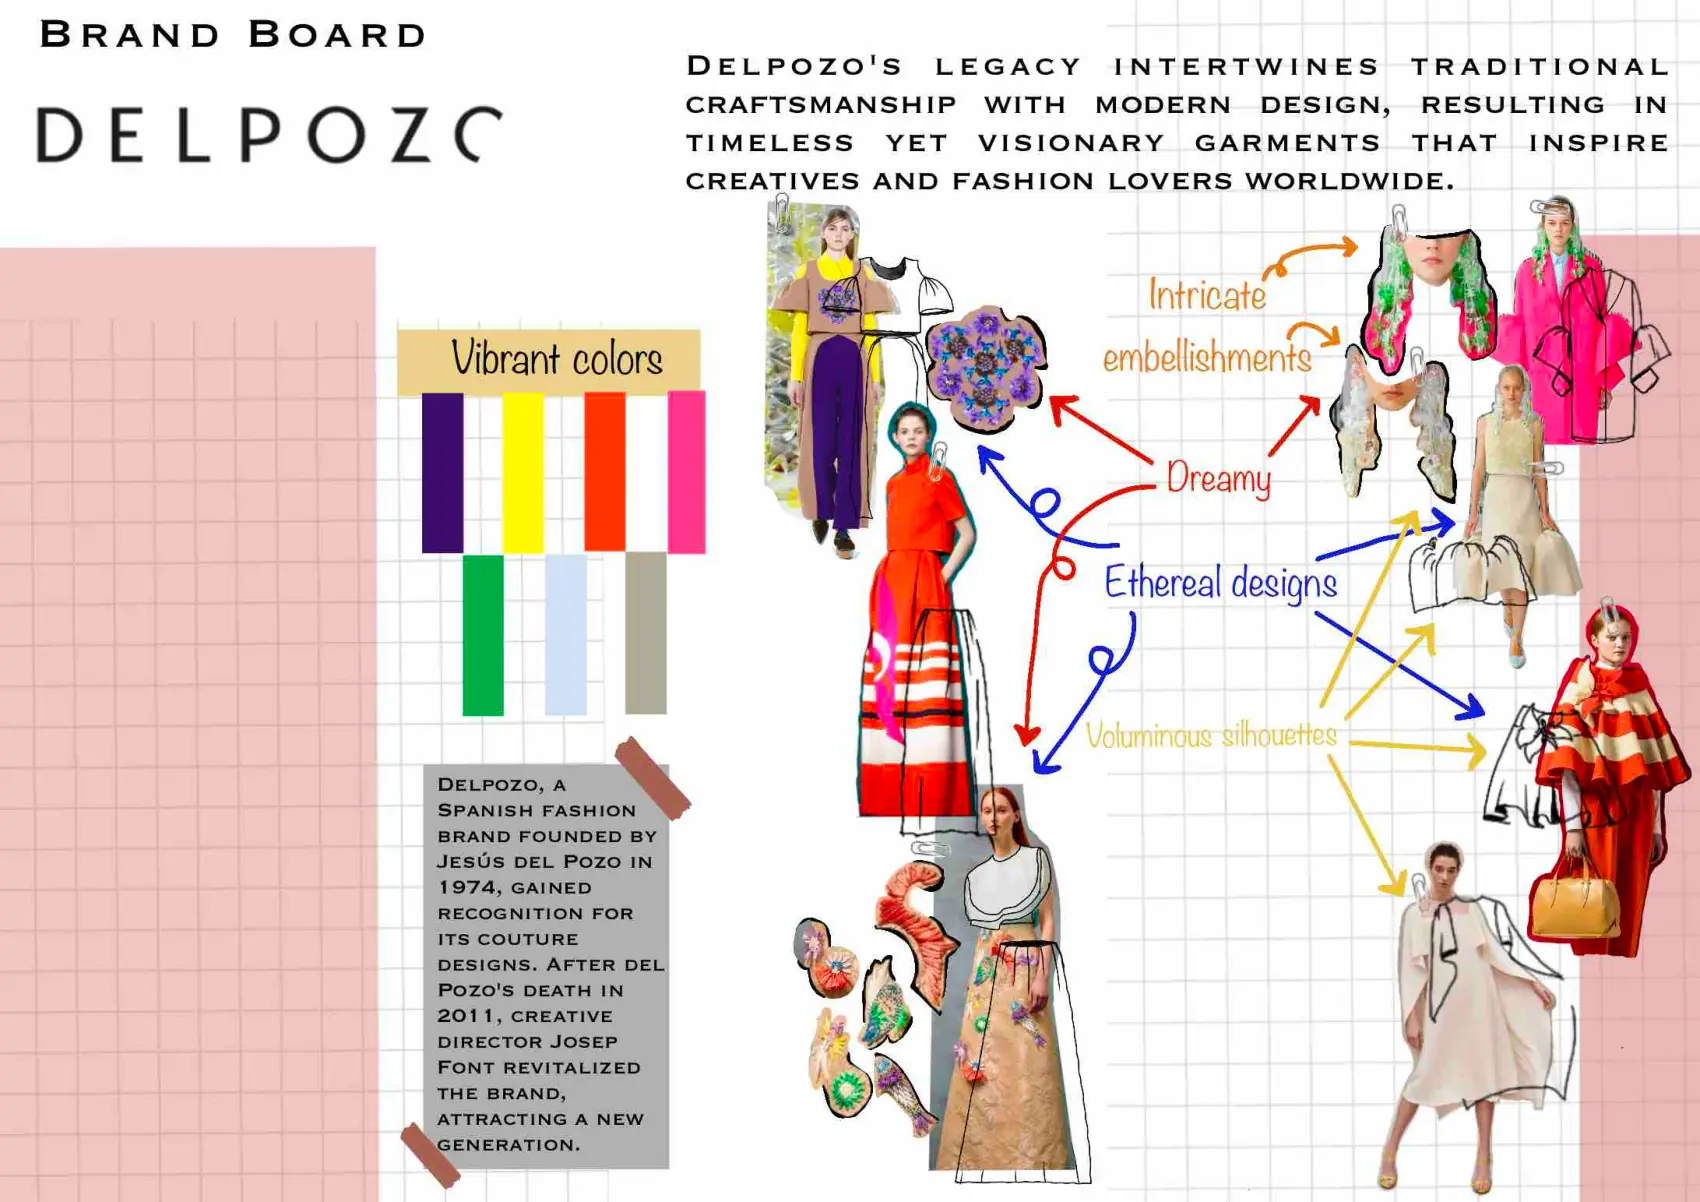 BRAND BOARD
DELPOZO
DELPOZO'S LEGACY INTERTWINES TRADITIONAL
CRAFTSMANSHIP WITH MODERN DESIGN, RESULTING IN
TIMELESS YET VISIONARY GARMENTS THAT INSPIRE
CREATIVES AND FASHION LOVERS WORLDWIDE.
Vibrant colors
Intricate
embellishments
Dreamy
Ethereal designs
Voluminous silhouettes
DELPOZO, A
SPANISH FASHION
BRAND FOUNDED BY
JESÚS DEL POZO IN
1974, GAINED
RECOGNITION FOR
ITS COUTURE
DESIGNS. AFTER DEL
POZO'S DEATH IN
2011, CREATIVE
DIRECTOR JOSEP
FONT REVITALIZED
THE BRAND,
ATTRACTING A NEW
GENERATION.